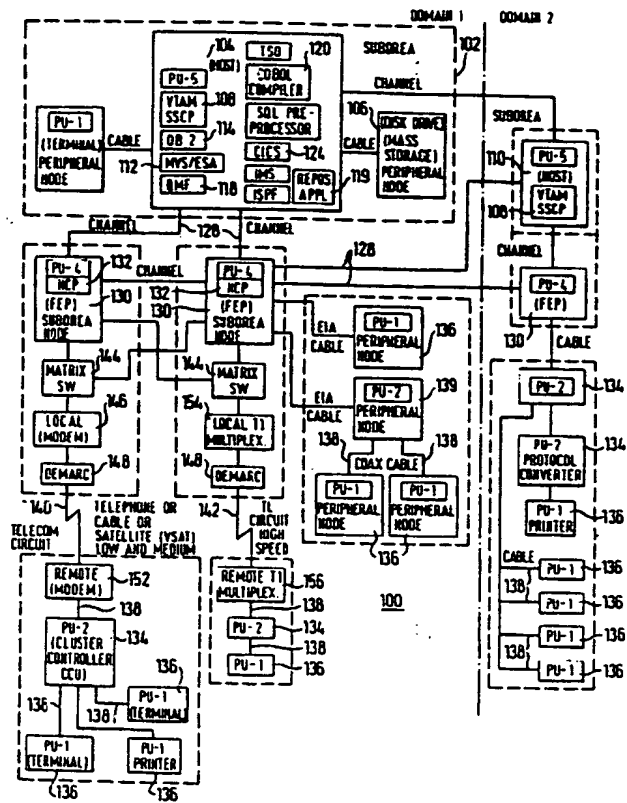 DOMAIN 1
DOMAIN 2
104
(HOST)
TSO
120
SUBOREA
102
PU-5
COBOL
COMPILER
CHANNEL
VTAM
SSCP
108
SQL PRE-
PROCESSOR
106
(DISK DRIVE)
(MASS
STORAGE)
PERIPHERAL
NODE
SUBOREA
PU-1
(TERMINAL)
PERIPHERAL
NODE
CABLE
DB 2
114
CICS
124
CABLE
110
PU-5
(HOST)
112
MVS/ESA
IMS
REPOS
APPL
119
VTAM
SSCP
108
QMF
118
ISPF
CHANNEL
128
CHANNEL
128
CHANNEL
PU-4
NCP
132
(FEP)
130
SUBOREA
NODE
CHANNEL
132
130
PU-4
NCP
(FEP)
SUBOREA
NODE
PU-4
(FEP)
130
CABLE
EIA
CABLE
PU-1
PERIPHERAL
NODE
136
144
MATRIX
SW
144
MATRIX
SW
EIA
CABLE
PU-2
PERIPHERAL
NODE
139
PU-2
134
146
LOCAL
(MODEM)
154
LOCAL T1
MULTIPLEX.
138
COAX CABLE
138
PU-2
PROTOCOL
CONVERTER
134
148
DEMARC
148
DEMARC
PU-1
PERIPHERAL
NODE
PU-1
PERIPHERAL
NODE
136
PU-1
PRINTER
136
140
TELECOM
CIRCUIT
TELEPHONE OR
CABLE OR
SATELLITE (VSAT)
LOW AND MEDIUM
142
T1
CIRCUIT
HIGH
SPEED
CABLE
138
PU-1
136
PU-1
136
REMOTE
(MODEM)
152
REMOTE T1
MULTIPLEX.
156
100
138
PU-1
136
PU-1
136
138
PU-2
(CLUSTER
CONTROLLER
CCU)
134
138
PU-2
134
138
PU-1
136
136
138
136
PU-1
(TERMINAL)
PU-1
(TERMINAL)
136
PU-1
PRINTER
136